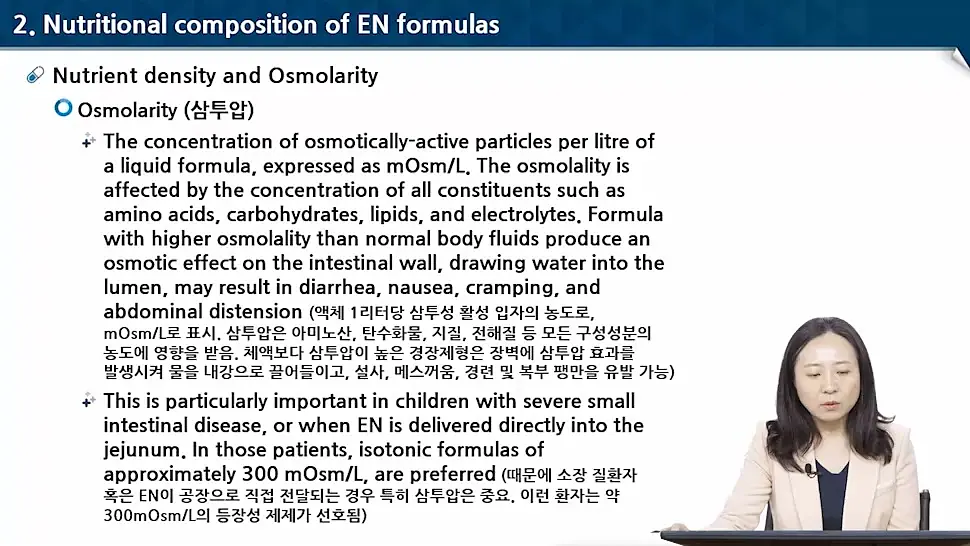 2. Nutritional composition of EN formulas
Nutrient density and Osmolarity
Osmolarity (삼투압)
The concentration of osmotically-active particles per litre of
a liquid formula, expressed as mOsm/L. The osmolality is
affected by the concentration of all constituents such as
amino acids, carbohydrates, lipids, and electrolytes. Formula
with higher osmolality than normal body fluids produce an
osmotic effect on the intestinal wall, drawing water into the
lumen, may result in diarrhea, nausea, cramping, and
abdominal distension (액체 1리터당 삼투성 활성 입자의 농도로,
mOsm/L로 표시. 삼투압은 아미노산, 탄수화물, 지질, 전해질 등 모든 구성성분의
농도에 영향을 받음. 체액보다 삼투압이 높은 경장제형은 장벽에 삼투압 효과를
발생시켜 물을 내강으로 끌어들이고, 설사, 메스꺼움, 경련 및 복부 팽만을 유발 가능)
This is particularly important in children with severe small
intestinal disease, or when EN is delivered directly into the
jejunum. In those patients, isotonic formulas of
approximately 300 mOsm/L, are preferred (때문에 소장 질환자
혹은 EN이 공장으로 직접 전달되는 경우 특히 삼투압은 중요. 이런 환자는 약
300mOsm/L의 등장성 제제가 선호됨)